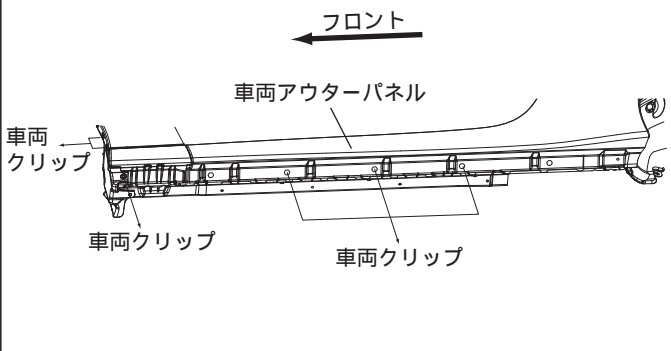 フロント
車両アウターパネル
車両
クリップ
車両クリップ
車両クリップ